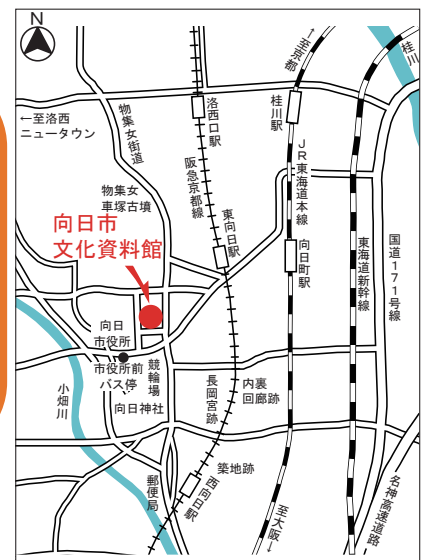 N
↑至京都
桂川
←至洛西
ニュータウン
物集女街道
洛西口駅
桂川駅
阪急京都線
JR東海道本線
物集女
車塚古墳
向日市
文化資料館
東向日駅
向日町駅
東海道新幹線
国道171号線
向日
市役所
市役所前
バス停
競輪場
小畑川
向日神社
長岡宮跡
内裏
回廊跡
郵便局
築地跡
西向日駅
至大阪↓
名神高速道路